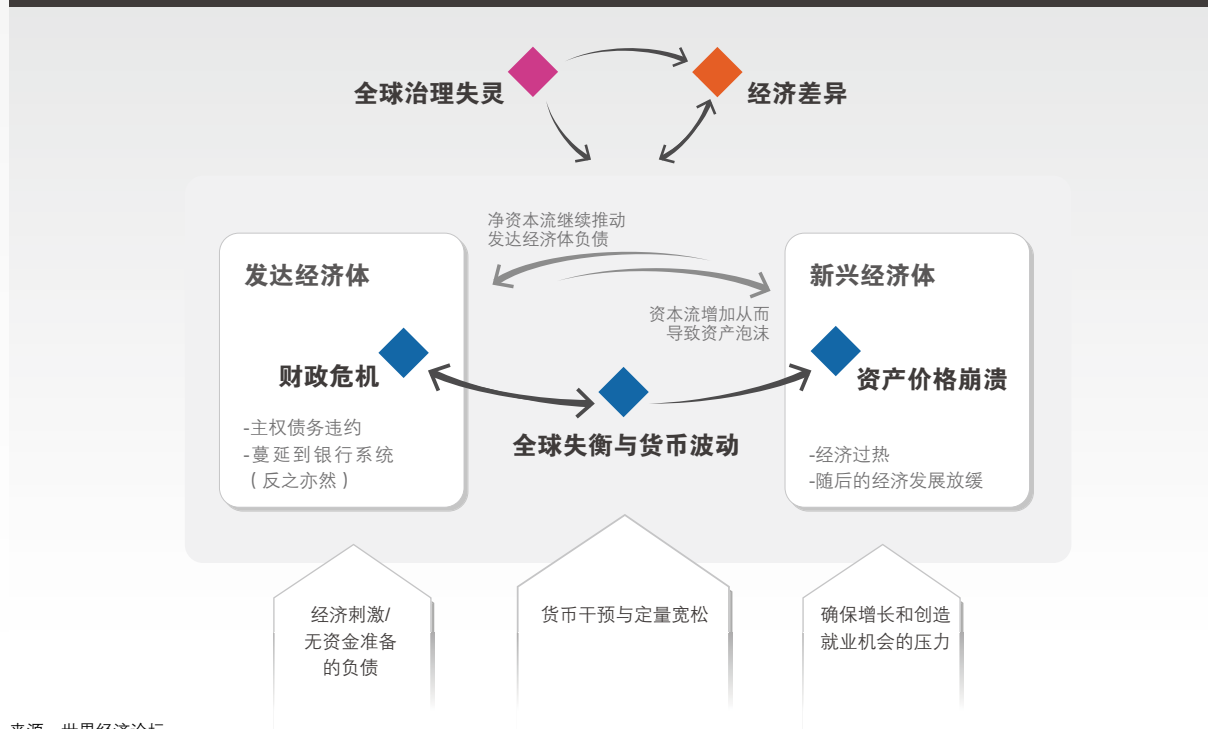 全球治理失灵
经济差异
净资本流继续推动
发达经济体负债
发达经济体
新兴经济体
资本流增加从而
导致资产泡沫
财政危机
资产价格崩溃
-主权债务违约
-蔓延到银行系统
（反之亦然）
全球失衡与货币波动
-经济过热
-随后的经济发展放缓
经济刺激/
无资金准备
的负债
货币干预与定量宽松
确保增长和创造
就业机会的压力